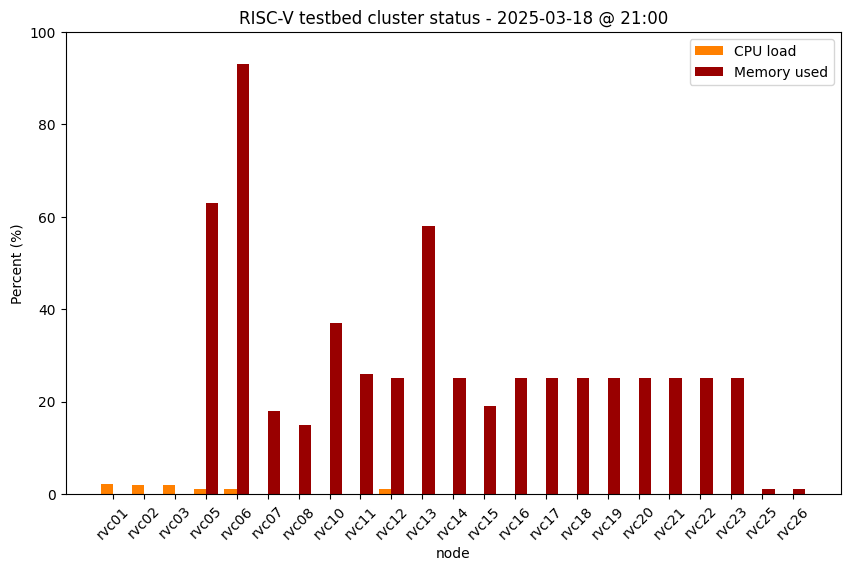 RISC-V testbed cluster status - 2025-03-18 @ 21:00
CPU load
Memory used
Percent (%)
100
80
60
40
20
0
rvc01 rvc02 rvc03 rvc05 rvc06 rvc07 rvc08 rvc10 rvc11 rvc12 rvc13 rvc14 rvc15 rvc16 rvc17 rvc18 rvc19 rvc20 rvc21 rvc22 rvc23 rvc25 rvc26
node